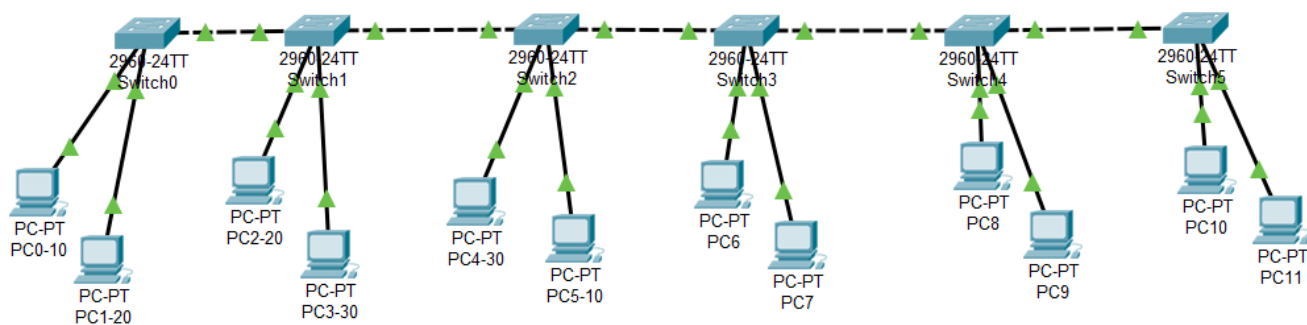 2960-24TT
Switch0
2960-24TT
Switch1
2960-24TT
Switch2
2960-24TT
Switch3
2960-24TT
Switch4
2960-24TT
Switch5
PC-PT
PC0-10
PC-PT
PC1-20
PC-PT
PC2-20
PC-PT
PC3-30
PC-PT
PC4-30
PC-PT
PC5-10
PC-PT
PC6
PC-PT
PC7
PC-PT
PC8
PC-PT
PC9
PC-PT
PC10
PC-PT
PC11